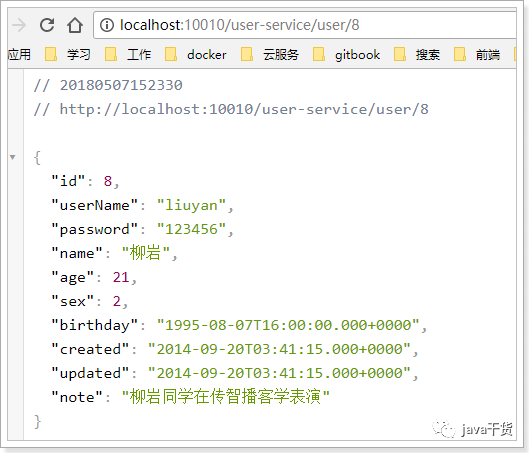 localhost:10010/user-service/user/8
应用 学习 工作 docker 云服务 gitbook 搜索 前端
// 20180507152330
// http://localhost:10010/user-service/user/8
{
"id": 8,
"userName": "liuyan",
"password": "123456",
"name": "柳岩",
"age": 21,
"sex": 2,
"birthday": "1995-08-07T16:00:00.000+0000",
"created": "2014-09-20T03:41:15.000+0000",
"updated": "2014-09-20T03:41:15.000+0000",
"note": "柳岩同学在传智播客学表演"
}
java干货